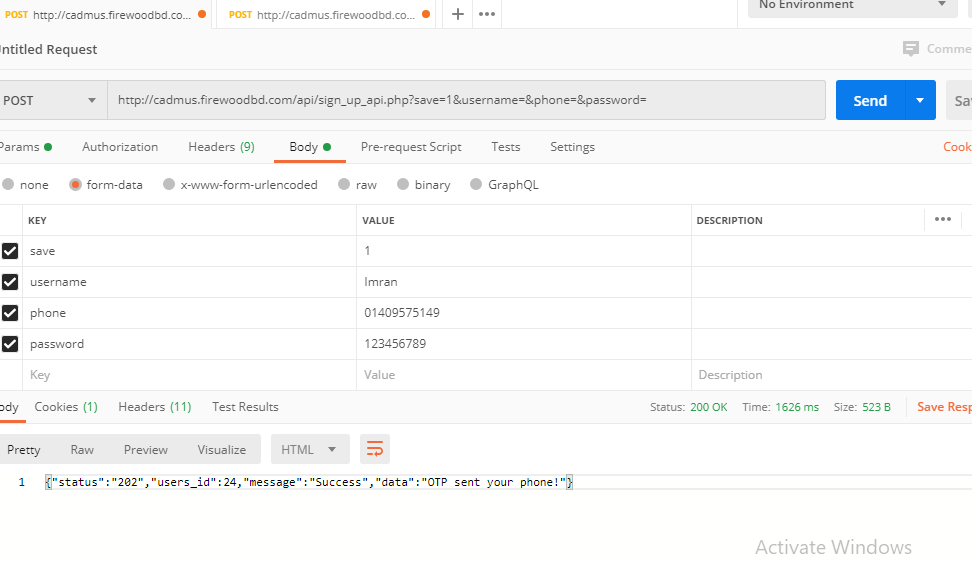 POST http://cadmus.firewoodbd.co... POST http://cadmus.firewoodbd.co... + ••• No Environment
ntitled Request Comme
POST http://cadmus.firewoodbd.com/api/sign_up_api.php?save=1&username=&phone=&password= Send Sav
Params Authorization Headers (9) Body Pre-request Script Tests Settings Cook
none form-data x-www-form-urlencoded raw binary GraphQL
KEY VALUE DESCRIPTION •••
save 1
username Imran
phone 01409575149
password 123456789
Key Value Description
ody Cookies (1) Headers (11) Test Results Status: 200 OK Time: 1626 ms Size: 523 B Save Resp
Pretty Raw Preview Visualize HTML
1 {"status":"202","users_id":24,"message":"Success","data":"OTP sent your phone!"}
Activate Windows